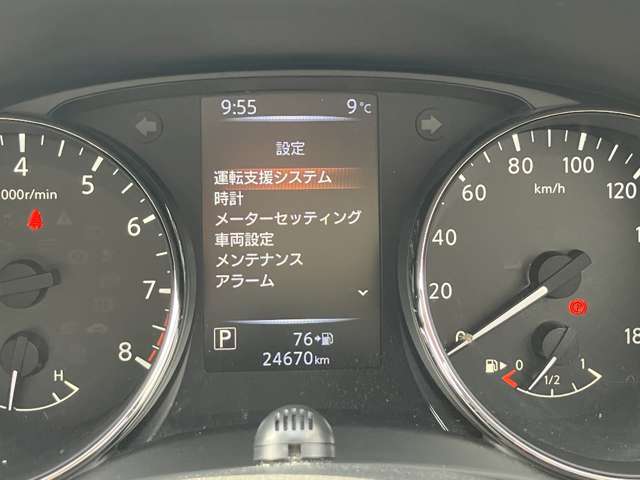 9:55 9℃
設定
運転支援システム
時計
メーターセッティング
車両設定
メンテナンス
アラーム
P 76
24670km
4 5 6 7 8
000r/min
H
0 20 40 60 80 100 120
km/h
18
0 1/2 1